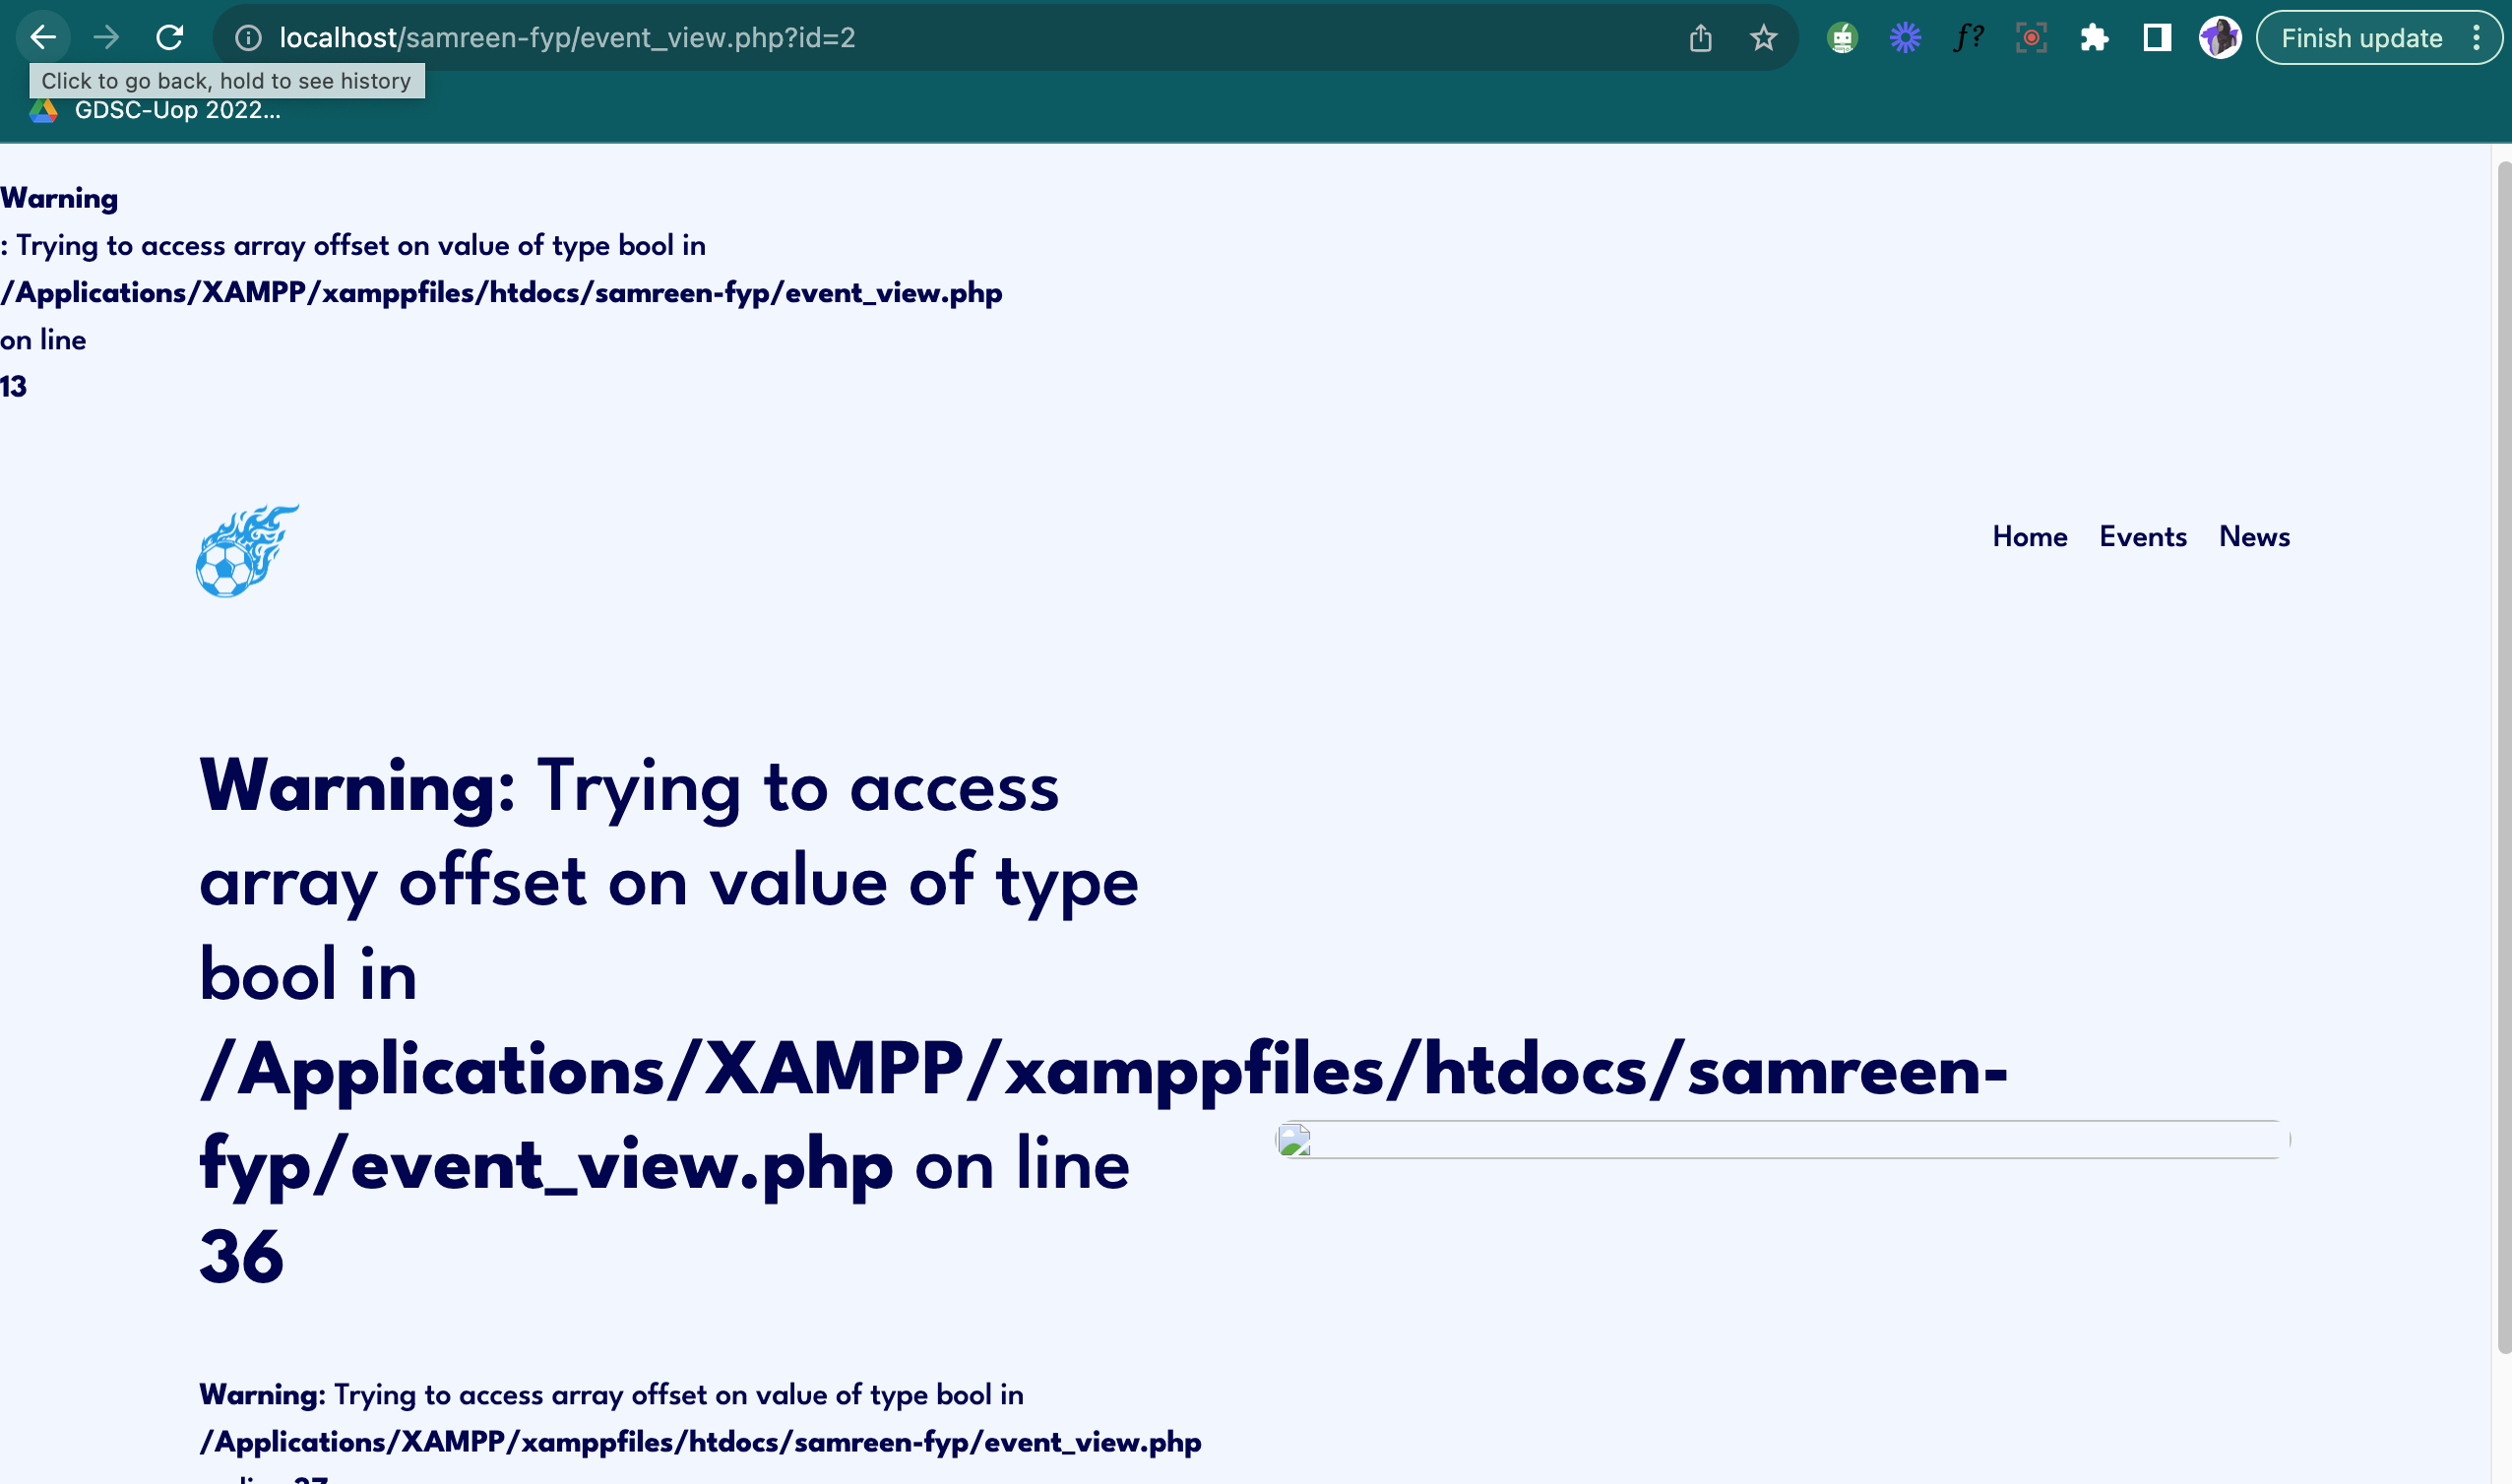 localhost/samreen-fyp/event_view.php?id=2
f?
Finish update
Click to go back, hold to see history
GDSC-Uop 2022...
Warning
: Trying to access array offset on value of type bool in
/Applications/XAMPP/xamppfiles/htdocs/samreen-fyp/event_view.php
on line
13
Home Events News
Warning: Trying to access
array offset on value of type
bool in
/Applications/XAMPP/xamppfiles/htdocs/samreen-
fyp/event_view.php on line
36
Warning: Trying to access array offset on value of type bool in
/Applications/XAMPP/xamppfiles/htdocs/samreen-fyp/event_view.php